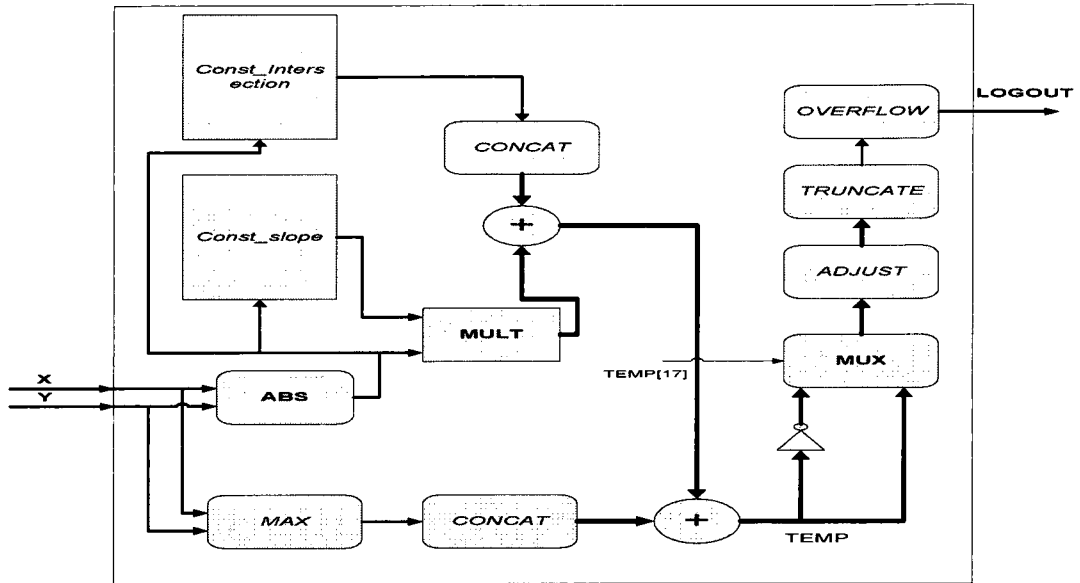 Const_Inters
ection
LOGOUT
OVERFLOW
CONCAT
TRUNCATE
Const_slope
+
ADJUST
MULT
MUX
TEMP[17]
X
Y
ABS
MAX
CONCAT
+
TEMP